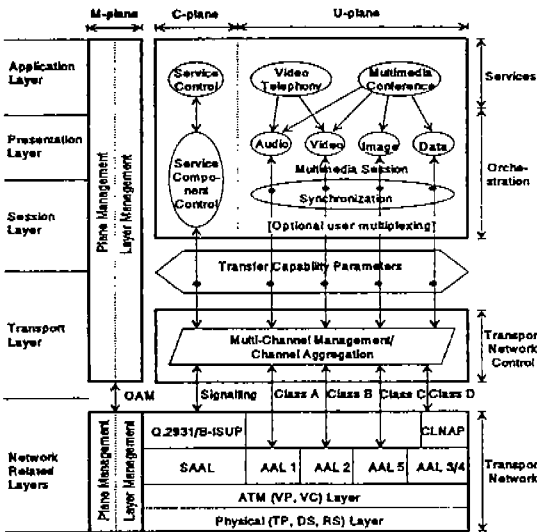 M-plane C-plane U-plane
Application Layer
Service Control
Video Telephony
Multimedia Conference
Services
Presentation Layer
Audio Video Image Data
Multimedia Session
Service Component Control
Synchronization
Orche-stration
Session Layer
[Optional user multiplexing]
Plane Management
Layer Management
Transfer Capability Parameters
Transport Layer
Multi-Channel Management/
Channel Aggregation
Transport Network Control
OAM Signalling Class A Class B Class C Class D
Network Related Layers
Plane Management
Layer Management
Q.2931/B-ISUP
CLNAP
SAAL AAL 1 AAL 2 AAL 5 AAL 3/4
ATM (VP, VC) Layer
Physical (TP, DS, RS) Layer
Transport Network